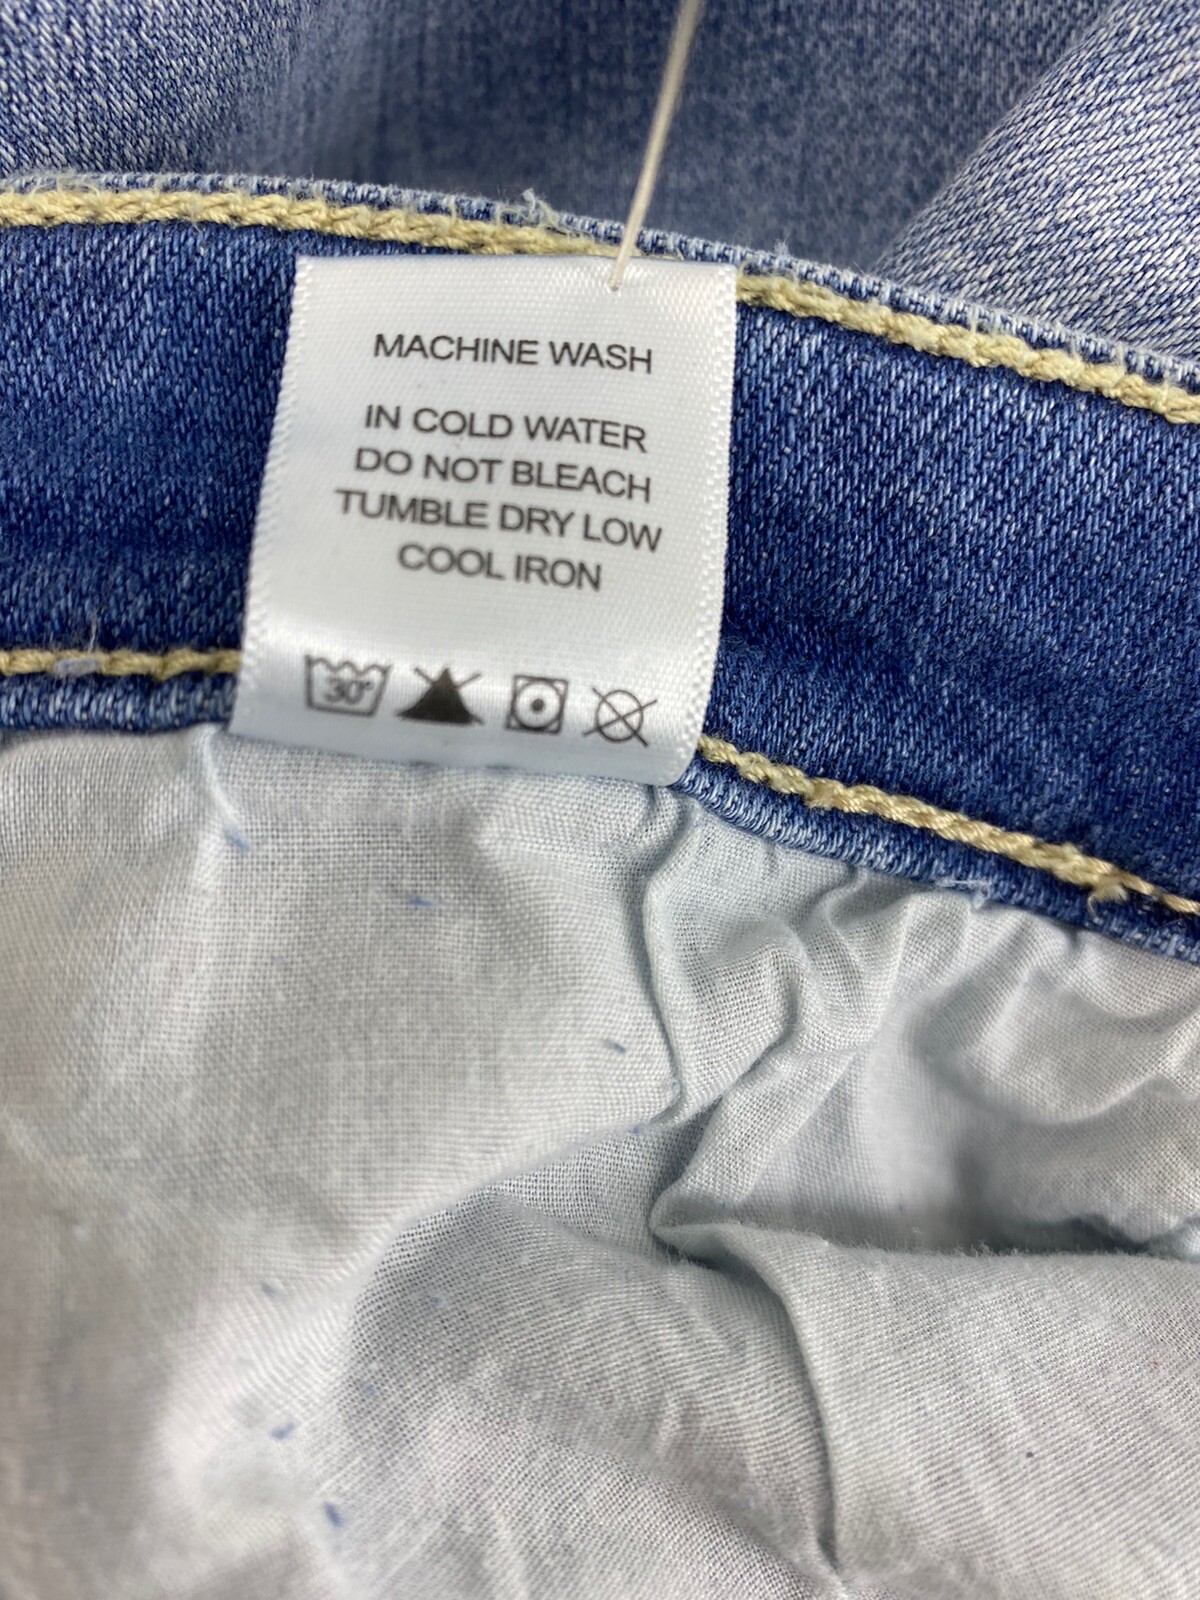 MACHINE WASH
IN COLD WATER
DO NOT BLEACH
TUMBLE DRY LOW
COOL IRON
30°